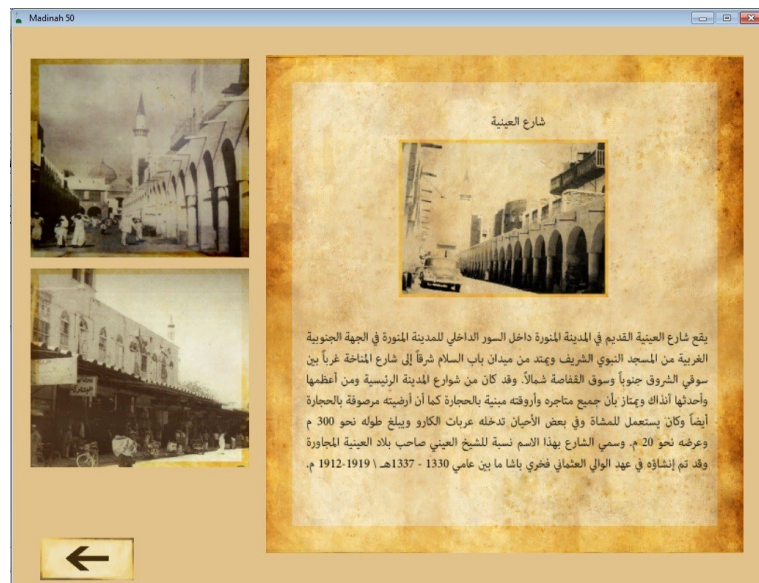 Madinah 50
شارع العينية
يقع شارع العينية القديم في المدينة المنورة داخل السور الداخلي للمدينة المنورة في الجهة الجنوبية
الغربية من المسجد النبوي الشريف ويمتد من ميدان باب السلام شرقاً إلى شارع المناخة غرباً بين
سوقي الشروق جنوباً وسوق القفاصة شمالاً. وقد كان من شوارع المدينة الرئيسية ومن أعظمها
وأحدثها أنذاك ويمتاز بأن جميع متاجره وأروقته مبنية بالحجارة كما أن أرضيته مرصوفة بالحجارة
أيضاً وكان يستعمل للمشاة وفي بعض الأحيان تدخله عربات الكارو ويبلغ طوله نحو 300 م
وعرضه نحو 20 م. وسمي الشارع بهذا الاسم نسبة للشيخ العيني صاحب بلاد العينية المجاورة
وقد تم إنشاؤه في عهد الوالي العثماني فخري باشا ما بين عامي 1330 - 1337هـ \ 1919-1912 م.